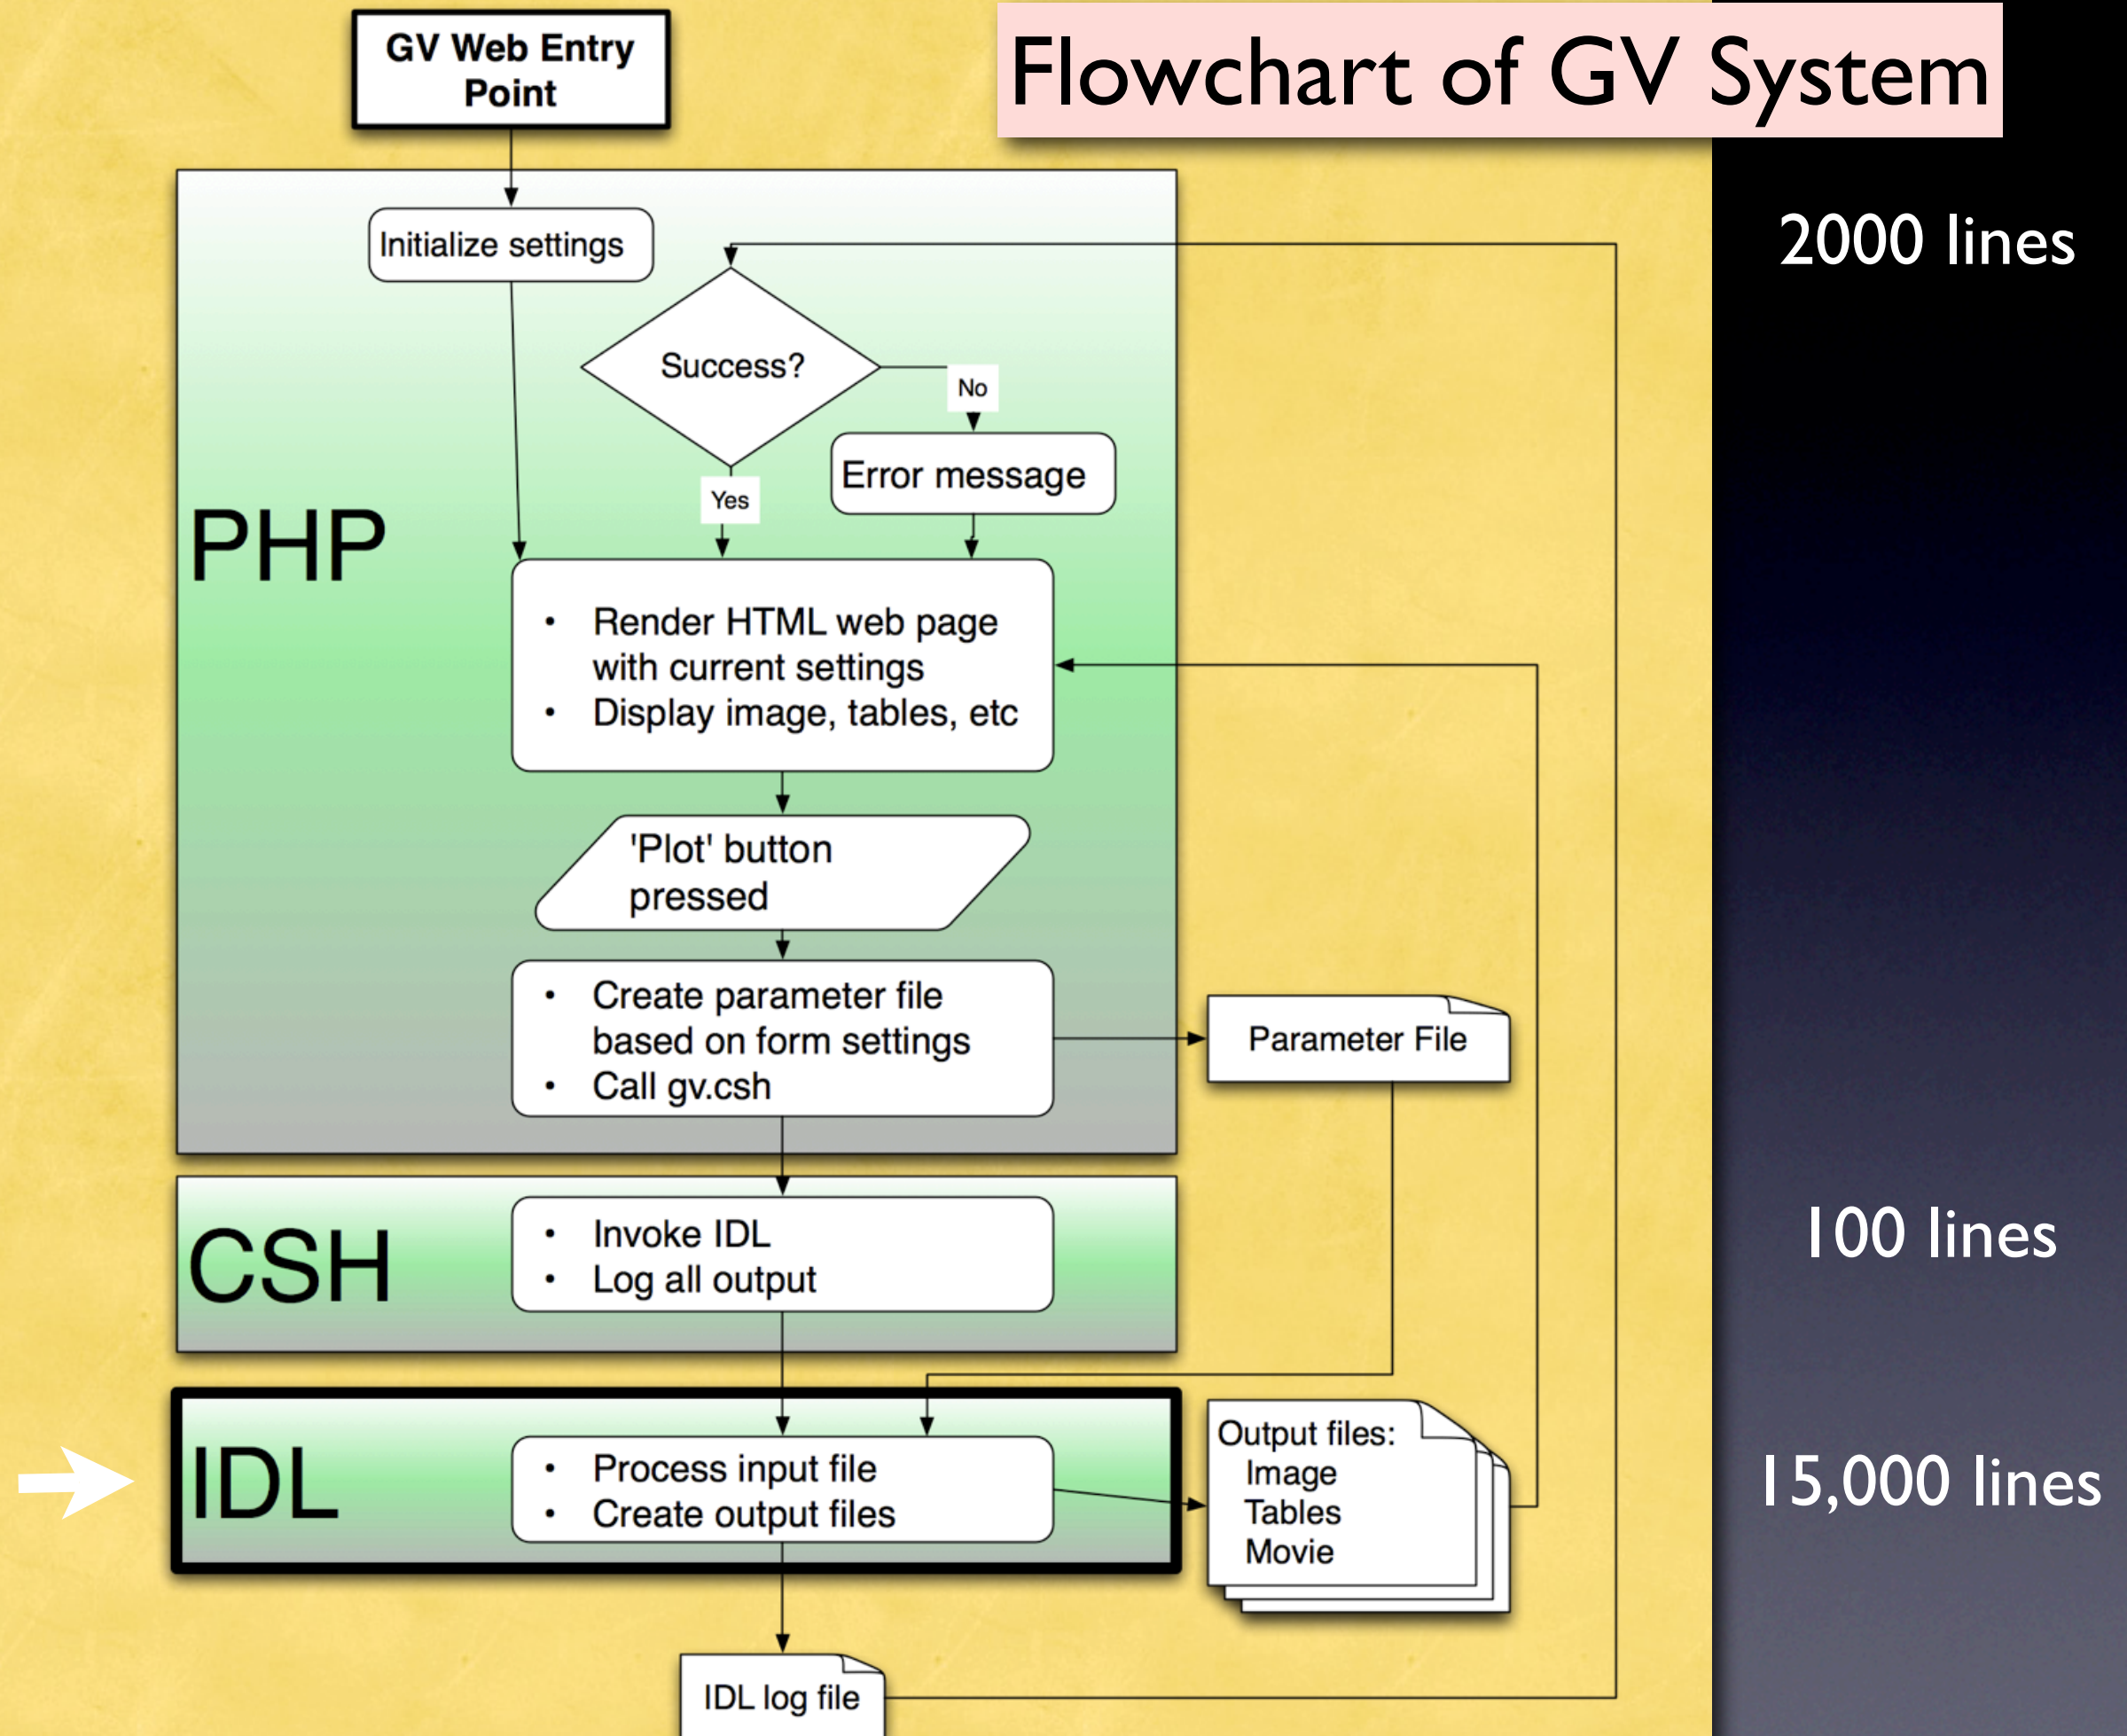 GV Web Entry
Point
Flowchart of GV System
2000 lines
Initialize settings
Success?
No
Error message
Yes
PHP
• Render HTML web page
with current settings
• Display image, tables, etc
'Plot' button
pressed
• Create parameter file
based on form settings
• Call gv.csh
Parameter File
CSH
• Invoke IDL
• Log all output
100 lines
IDL
• Process input file
• Create output files
Output files:
Image
Tables
Movie
15,000 lines
IDL log file